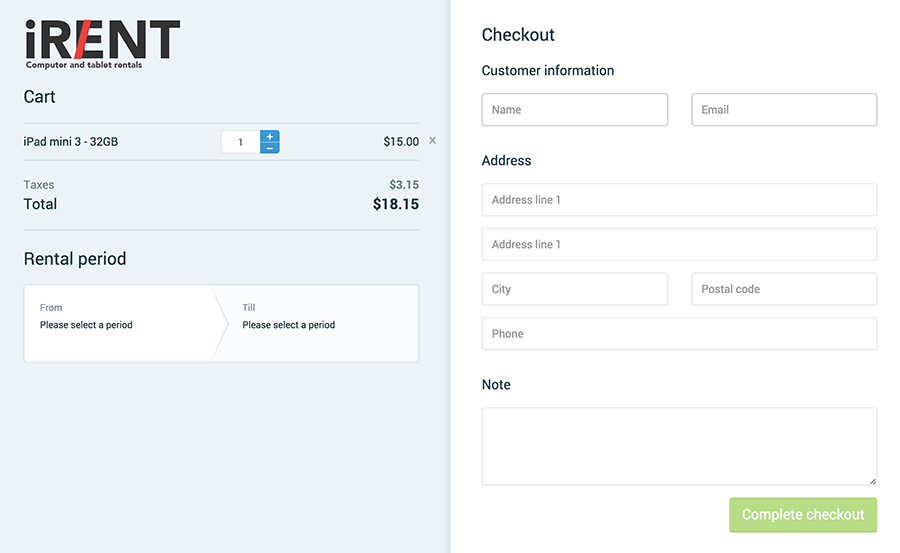 iRENT
Computer and tablet rentals
Cart
iPad mini 3 - 32GB 1 + − $15.00 ×
Taxes $3.15
Total $18.15
Rental period
From Till
Please select a period Please select a period
Checkout
Customer information
Name Email
Address
Address line 1
Address line 1
City Postal code
Phone
Note
Complete checkout